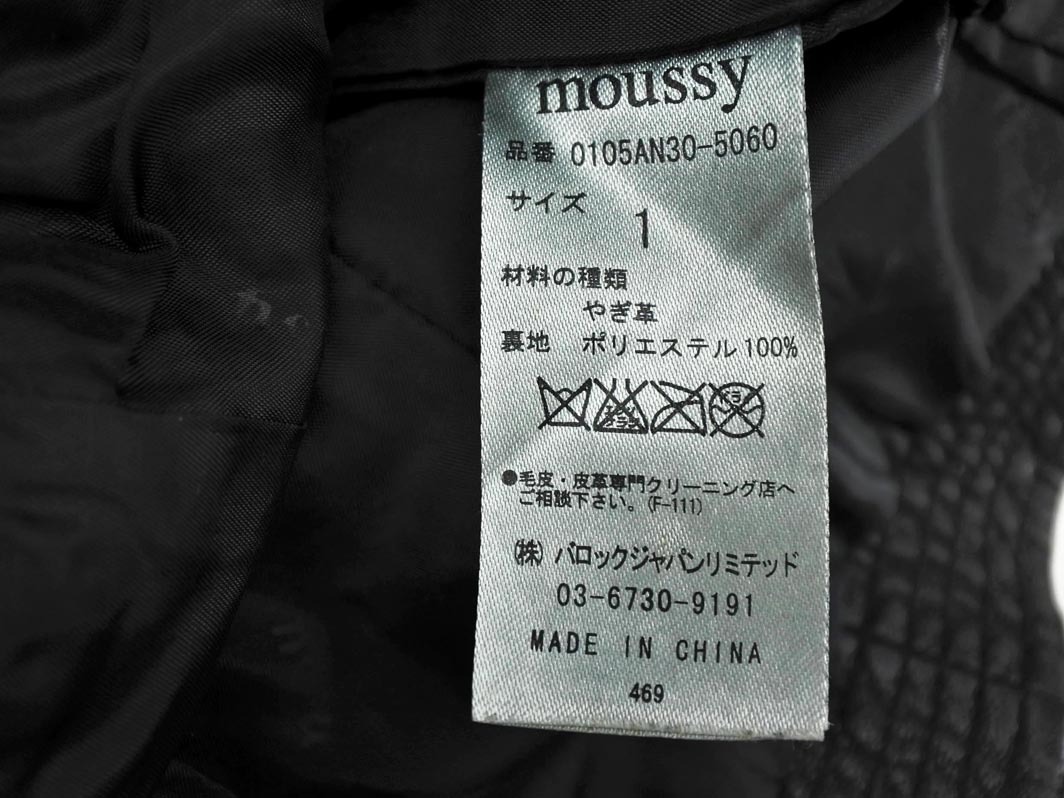 moussy
品番 0105AN30-5060
サイズ 1
材料の種類
やぎ革
裏地 ポリエステル100%
●毛皮・皮革専門クリーニング店へ
ご相談下さい。(F-111)
(株) バロックジャパンリミテッド
03-6730-9191
MADE IN CHINA
469